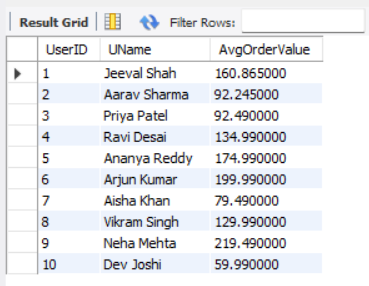 Result Grid Filter Rows:
UserID UName AvgOrderValue
1 Jeeval Shah 160.865000
2 Aarav Sharma 92.245000
3 Priya Patel 92.490000
4 Ravi Desai 134.990000
5 Ananya Reddy 174.990000
6 Arjun Kumar 199.990000
7 Aisha Khan 79.490000
8 Vikram Singh 129.990000
9 Neha Mehta 219.490000
10 Dev Joshi 59.990000